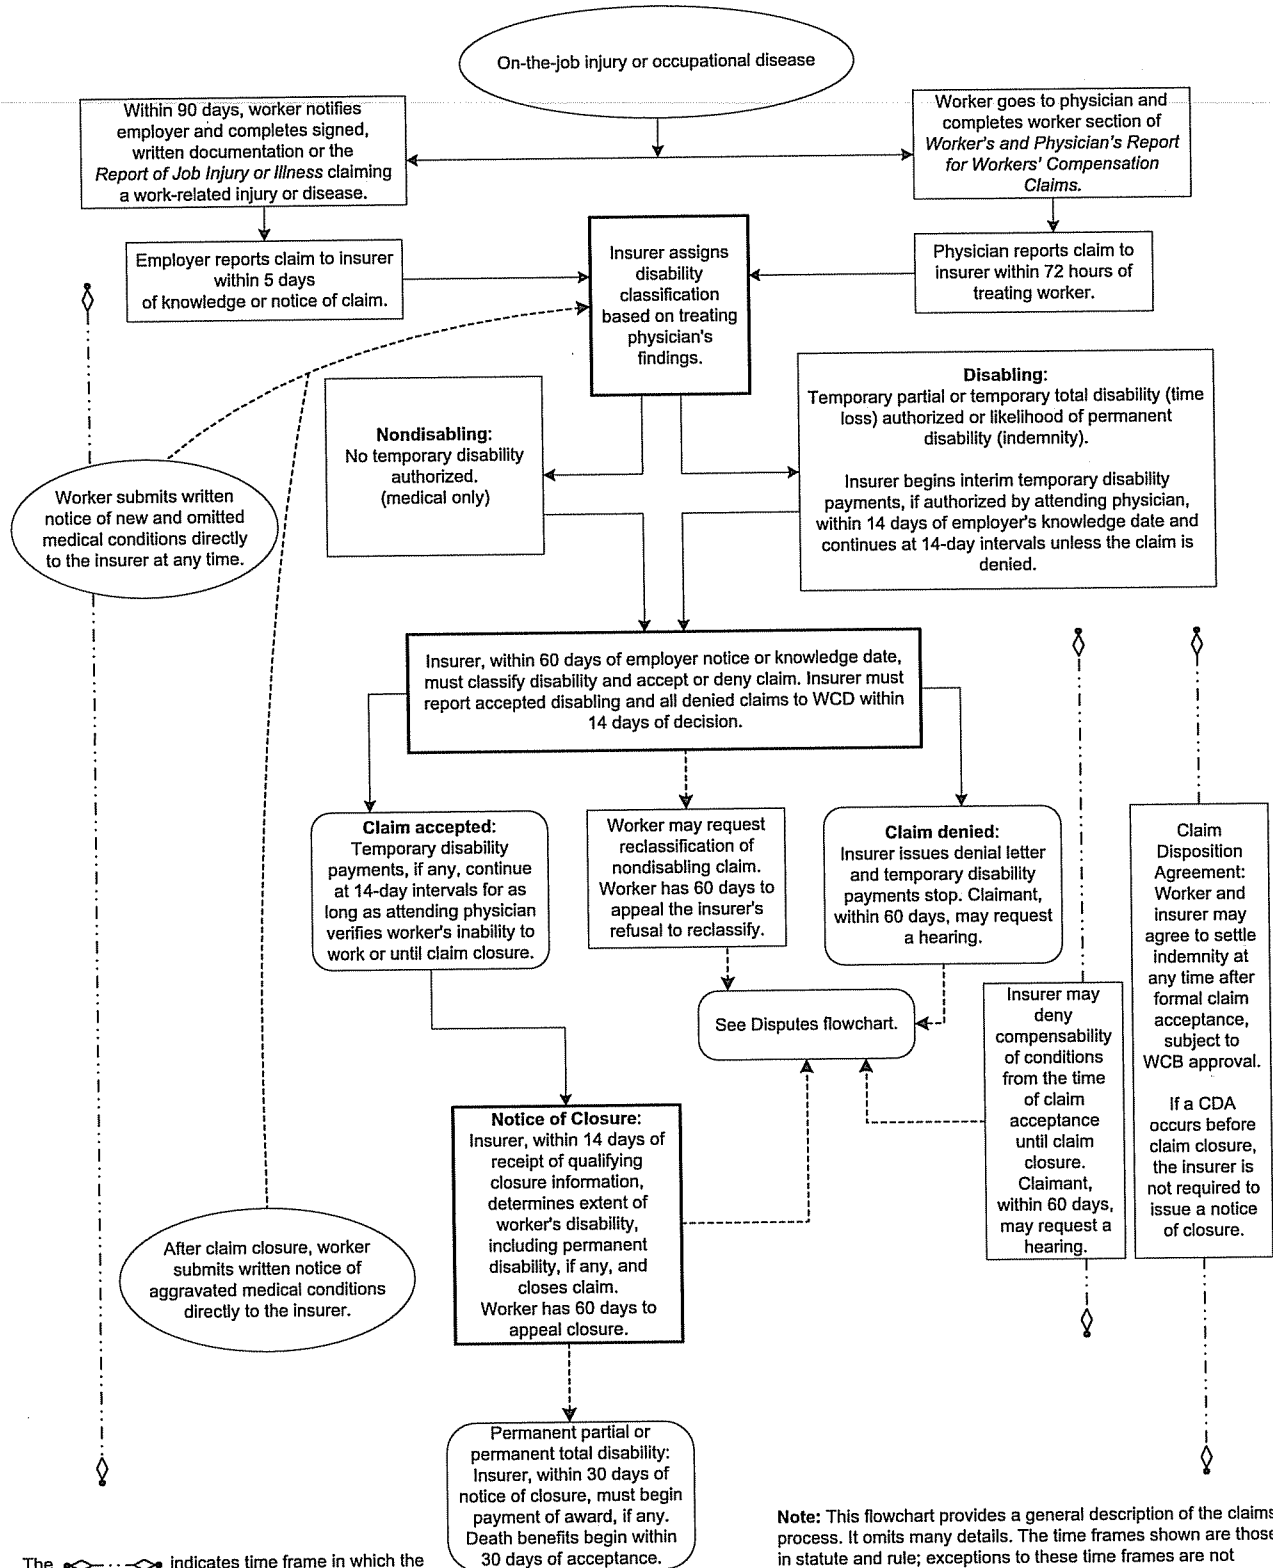 On-the-job injury or occupational disease
Within 90 days, worker notifies
employer and completes signed,
written documentation or the
Report of Job Injury or Illness claiming
a work-related injury or disease.
Worker goes to physician and
completes worker section of
Worker's and Physician's Report
for Workers' Compensation
Claims.
Employer reports claim to insurer
within 5 days
of knowledge or notice of claim.
Insurer assigns
disability
classification
based on treating
physician's
findings.
Physician reports claim to
insurer within 72 hours of
treating worker.
Nondisabling:
No temporary disability
authorized.
(medical only)
Disabling:
Temporary partial or temporary total disability (time
loss) authorized or likelihood of permanent
disability (indemnity).
Insurer begins interim temporary disability
payments, if authorized by attending physician,
within 14 days of employer's knowledge date and
continues at 14-day intervals unless the claim is
denied.
Worker submits written
notice of new and omitted
medical conditions directly
to the insurer at any time.
Insurer, within 60 days of employer notice or knowledge date,
must classify disability and accept or deny claim. Insurer must
report accepted disabling and all denied claims to WCD within
14 days of decision.
Claim accepted:
Temporary disability
payments, if any, continue
at 14-day intervals for as
long as attending physician
verifies worker's inability to
work or until claim closure.
Worker may request
reclassification of
nondisabling claim.
Worker has 60 days to
appeal the insurer's
refusal to reclassify.
Claim denied:
Insurer issues denial letter
and temporary disability
payments stop. Claimant,
within 60 days, may request
a hearing.
Claim
Disposition
Agreement:
Worker and
insurer may
agree to settle
indemnity at
any time after
formal claim
acceptance,
subject to
WCB approval.
If a CDA
occurs before
claim closure,
the insurer is
not required to
issue a notice
of closure.
See Disputes flowchart.
Insurer may
deny
compensability
of conditions
from the time
of claim
acceptance
until claim
closure.
Claimant,
within 60 days,
may request a
hearing.
Notice of Closure:
Insurer, within 14 days of
receipt of qualifying
closure information,
determines extent of
worker's disability,
including permanent
disability, if any, and
closes claim.
Worker has 60 days to
appeal closure.
After claim closure, worker
submits written notice of
aggravated medical conditions
directly to the insurer.
Permanent partial or
permanent total disability:
Insurer, within 30 days of
notice of closure, must begin
payment of award, if any.
Death benefits begin within
30 days of acceptance.
The indicates time frame in which the
Note: This flowchart provides a general description of the claims
process. It omits many details. The time frames shown are those
in statute and rule; exceptions to these time frames are not